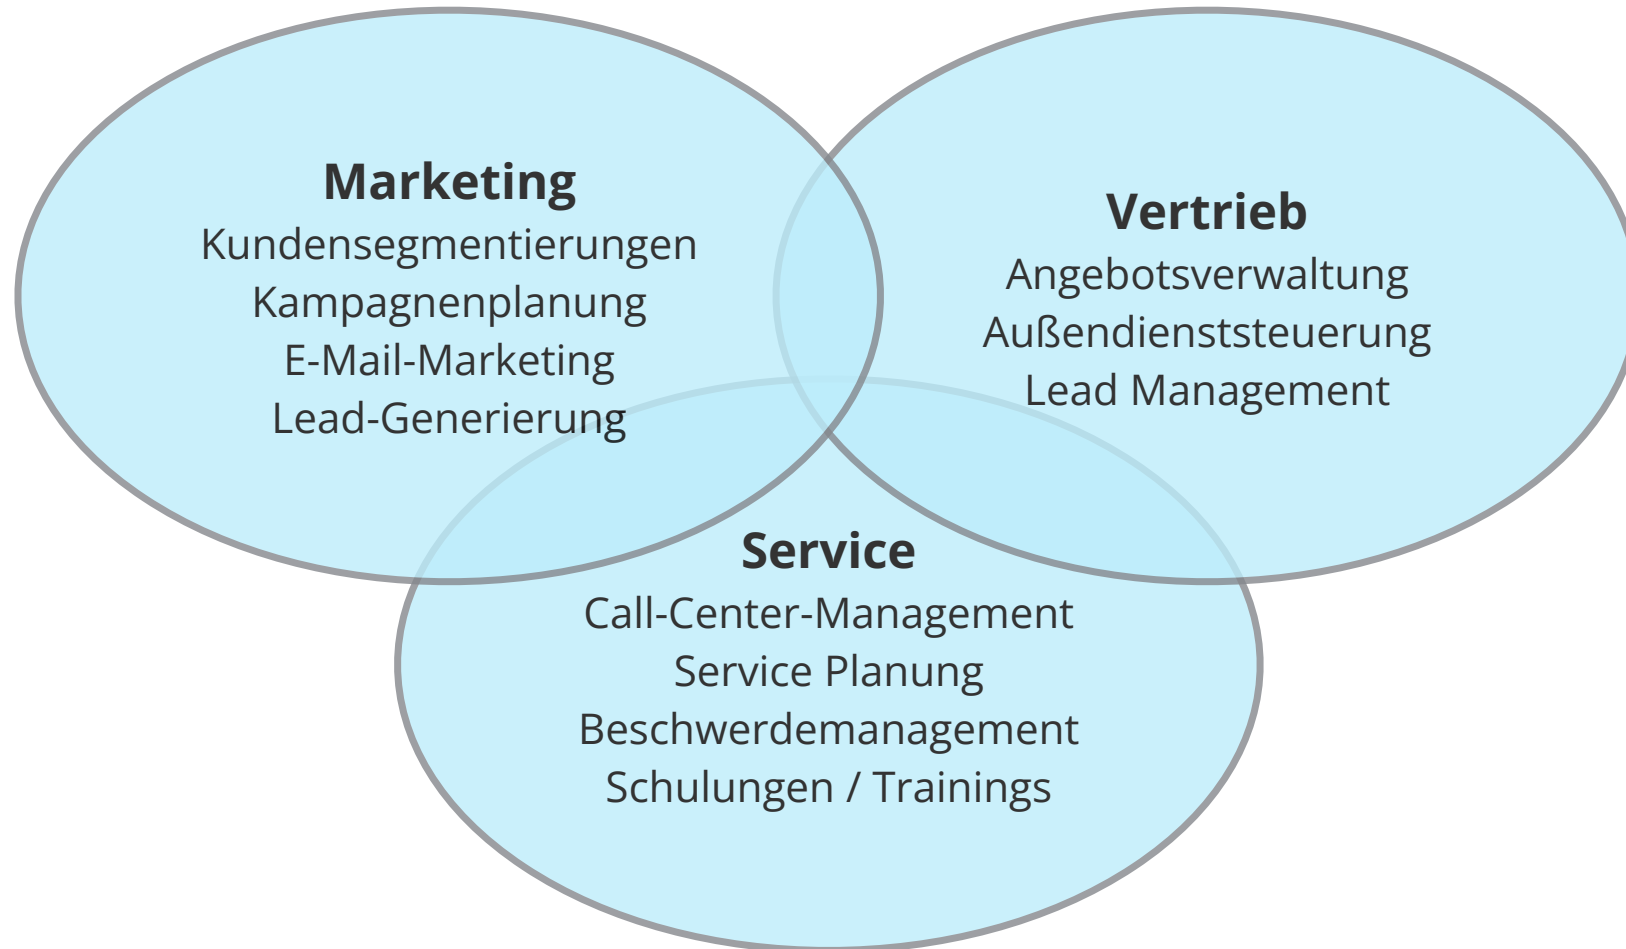 Marketing
Kundensegmentierungen
Kampagnenplanung
E-Mail-Marketing
Lead-Generierung
Vertrieb
Angebotsverwaltung
Außendienststeuerung
Lead Management
Service
Call-Center-Management
Service Planung
Beschwerdemanagement
Schulungen / Trainings